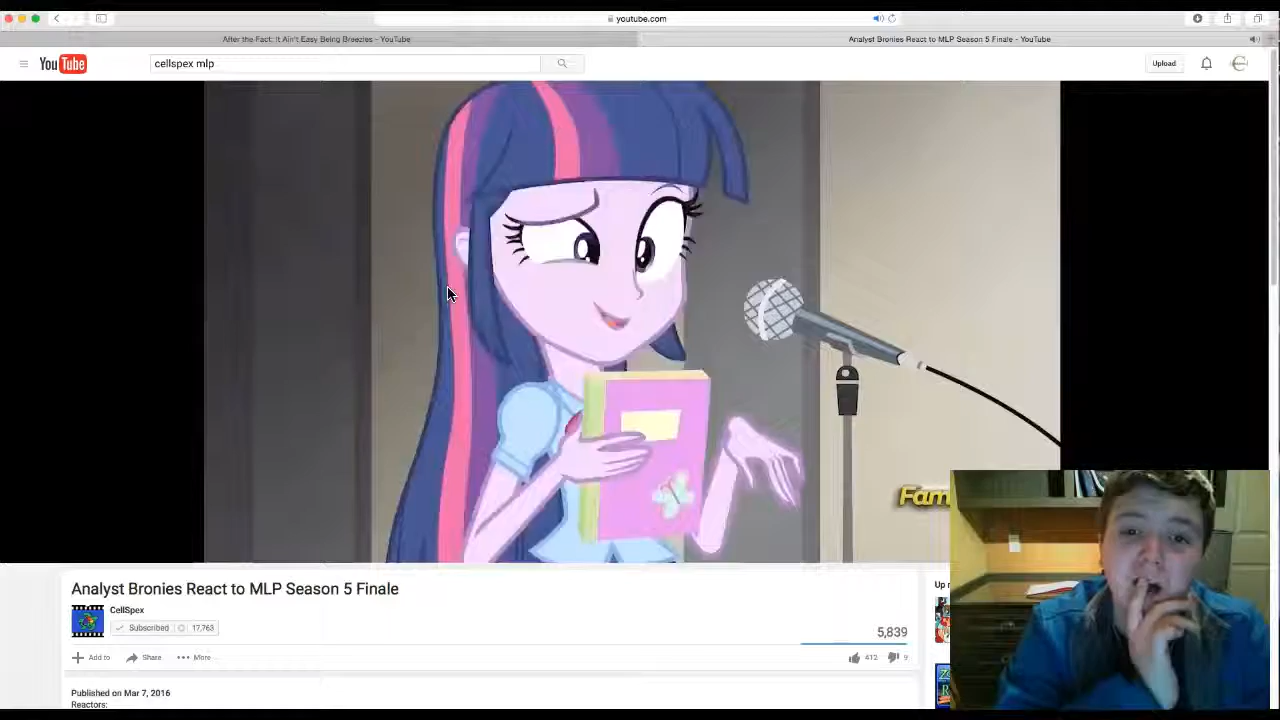 youtube.com
After the Fact: It Ain't Easy Being Breezies – YouTube
Analyst Bronies React to MLP Season 5 Finale - YouTube
YouTube
cellspex mlp
Upload
Fam
Analyst Bronies React to MLP Season 5 Finale
CellSpex
Subscribed 17,763
5,839
Add to Share More
412 9
Up n
Published on Mar 7, 2016
Reactors: